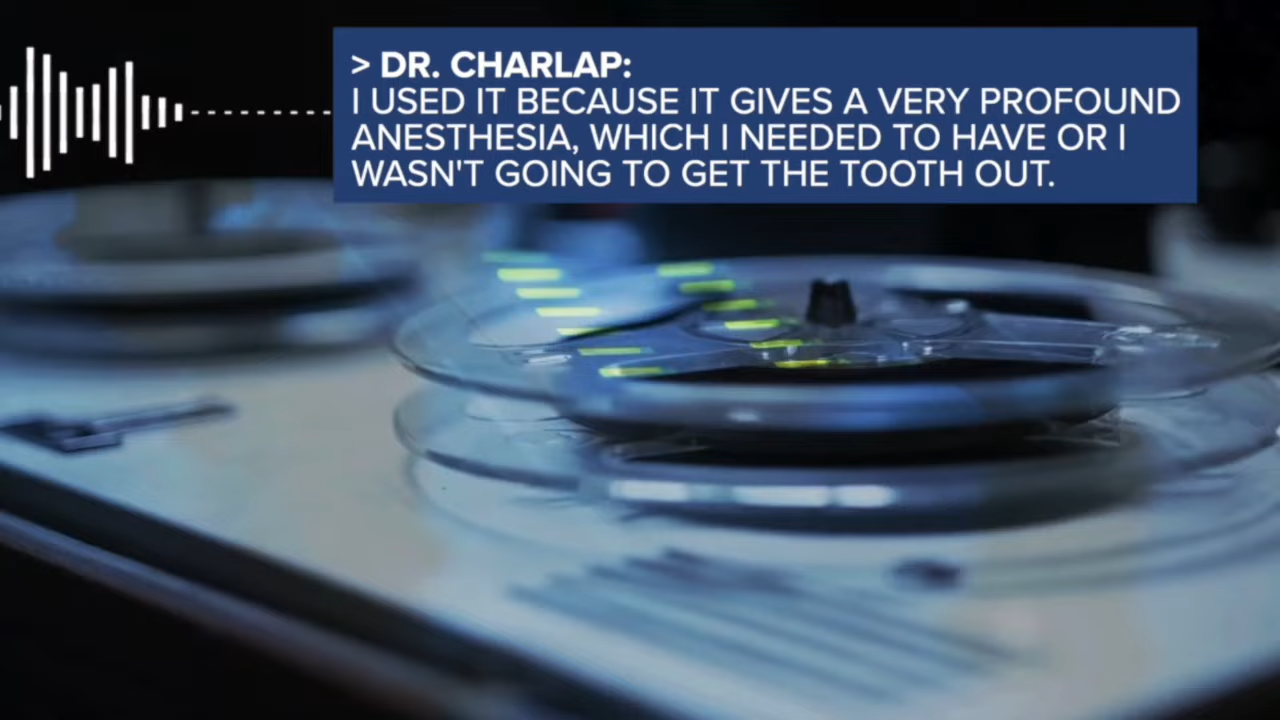 > DR. CHARLAP:
I USED IT BECAUSE IT GIVES A VERY PROFOUND
ANESTHESIA, WHICH I NEEDED TO HAVE OR I
WASN'T GOING TO GET THE TOOTH OUT.